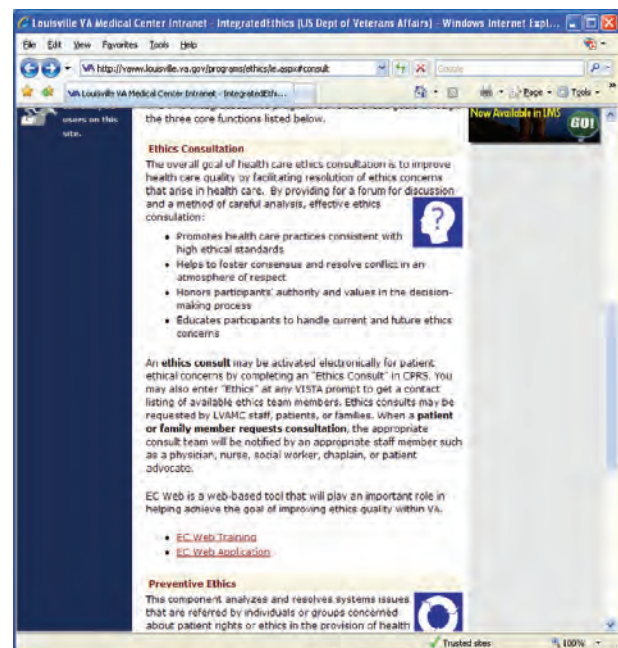 Louisville VA Medical Center Intranet - IntegratedEthics (US Dept of Veterans Affairs) - Windows Internet Expl...
File Edit View Favorites Tools Help
http://vaww.louisville.va.gov/programs/ethics/ie.aspx#consult
Google
Louisville VA Medical Center Intranet - IntegratedEthi...
Page Tools
users on this
site.
the three core functions listed below.
Now Available in LMS
GO!
Ethics Consultation
The overall goal of health care ethics consultation is to improve
health care quality by facilitating resolution of ethics concerns
that arise in health care. By providing for a forum for discussion
and a method of careful analysis, effective ethics
consulation:
• Promotes health care practices consistent with
high ethical standards
• Helps to foster consensus and resolve conflict in an
atmosphere of respect
• Honors participants' authority and values in the decision-
making process
• Educates participants to handle current and future ethics
concerns
An ethics consult may be activated electronically for patient
ethical concerns by completing an "Ethics Consult" in CPRS. You
may also enter "Ethics" at any VISTA prompt to get a contact
listing of available ethics team members. Ethics consults may be
requested by LVAMC staff, patients, or families. When a patient
or family member requests consultation, the appropriate
consult team will be notified by an appropriate staff member such
as a physician, nurse, social worker, chaplain, or patient
advocate.
EC Web is a web-based tool that will play an important role in
helping achieve the goal of improving ethics quality within VA.
• EC Web Training
• EC Web Application
Preventive Ethics
This component analyzes and resolves systems issues
that are referred by individuals or groups concerned
about patient rights or ethics in the provision of health
Trusted sites
100%